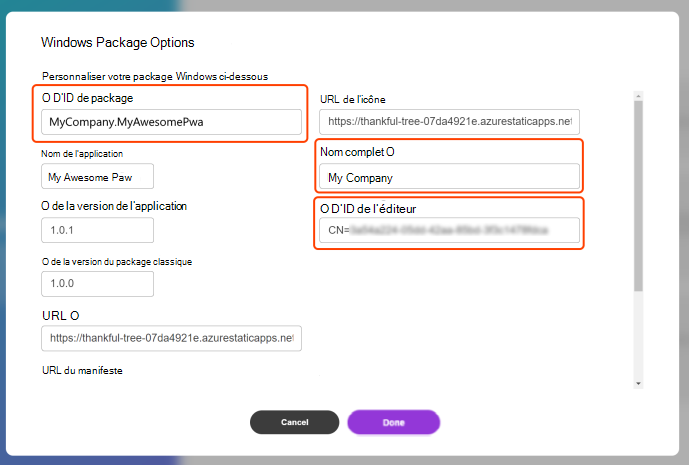 Windows Package Options
Personnaliser votre package Windows ci-dessous
O D'ID de package
MyCompany.MyAwesomePwa
URL de l'icône
https://thankful-tree-07da4921e.azurestaticapps.net
Nom de l'application
My Awesome Paw
Nom complet O
My Company
O de la version de l'application
1.0.1
O D'ID de l'éditeur
CN=
O de la version du package classique
1.0.0
URL O
https://thankful-tree-07da4921e.azurestaticapps.net
URL du manifeste
Cancel
Done